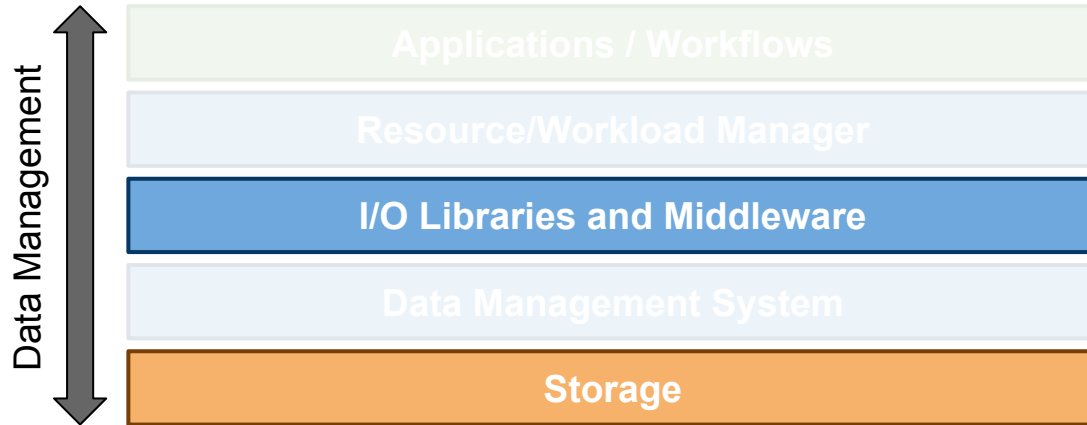 Data Management
Applications / Workflows
Resource/Workload Manager
I/O Libraries and Middleware
Data Management System
Storage